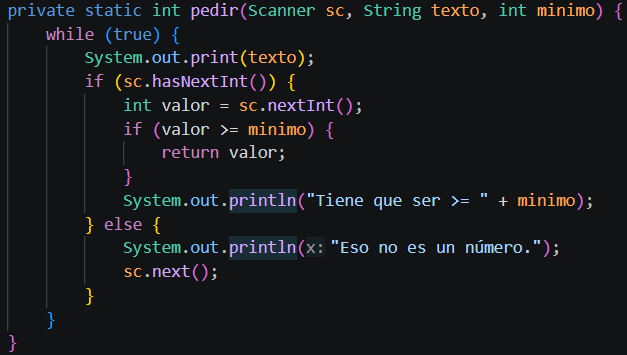 private static int pedir(Scanner sc, String texto, int minimo) {
    while (true) {
        System.out.print(texto);
        if (sc.hasNextInt()) {
            int valor = sc.nextInt();
            if (valor >= minimo) {
                return valor;
            }
            System.out.println("Tiene que ser >= " + minimo);
        } else {
            System.out.println(x: "Eso no es un número.");
            sc.next();
        }
    }
}